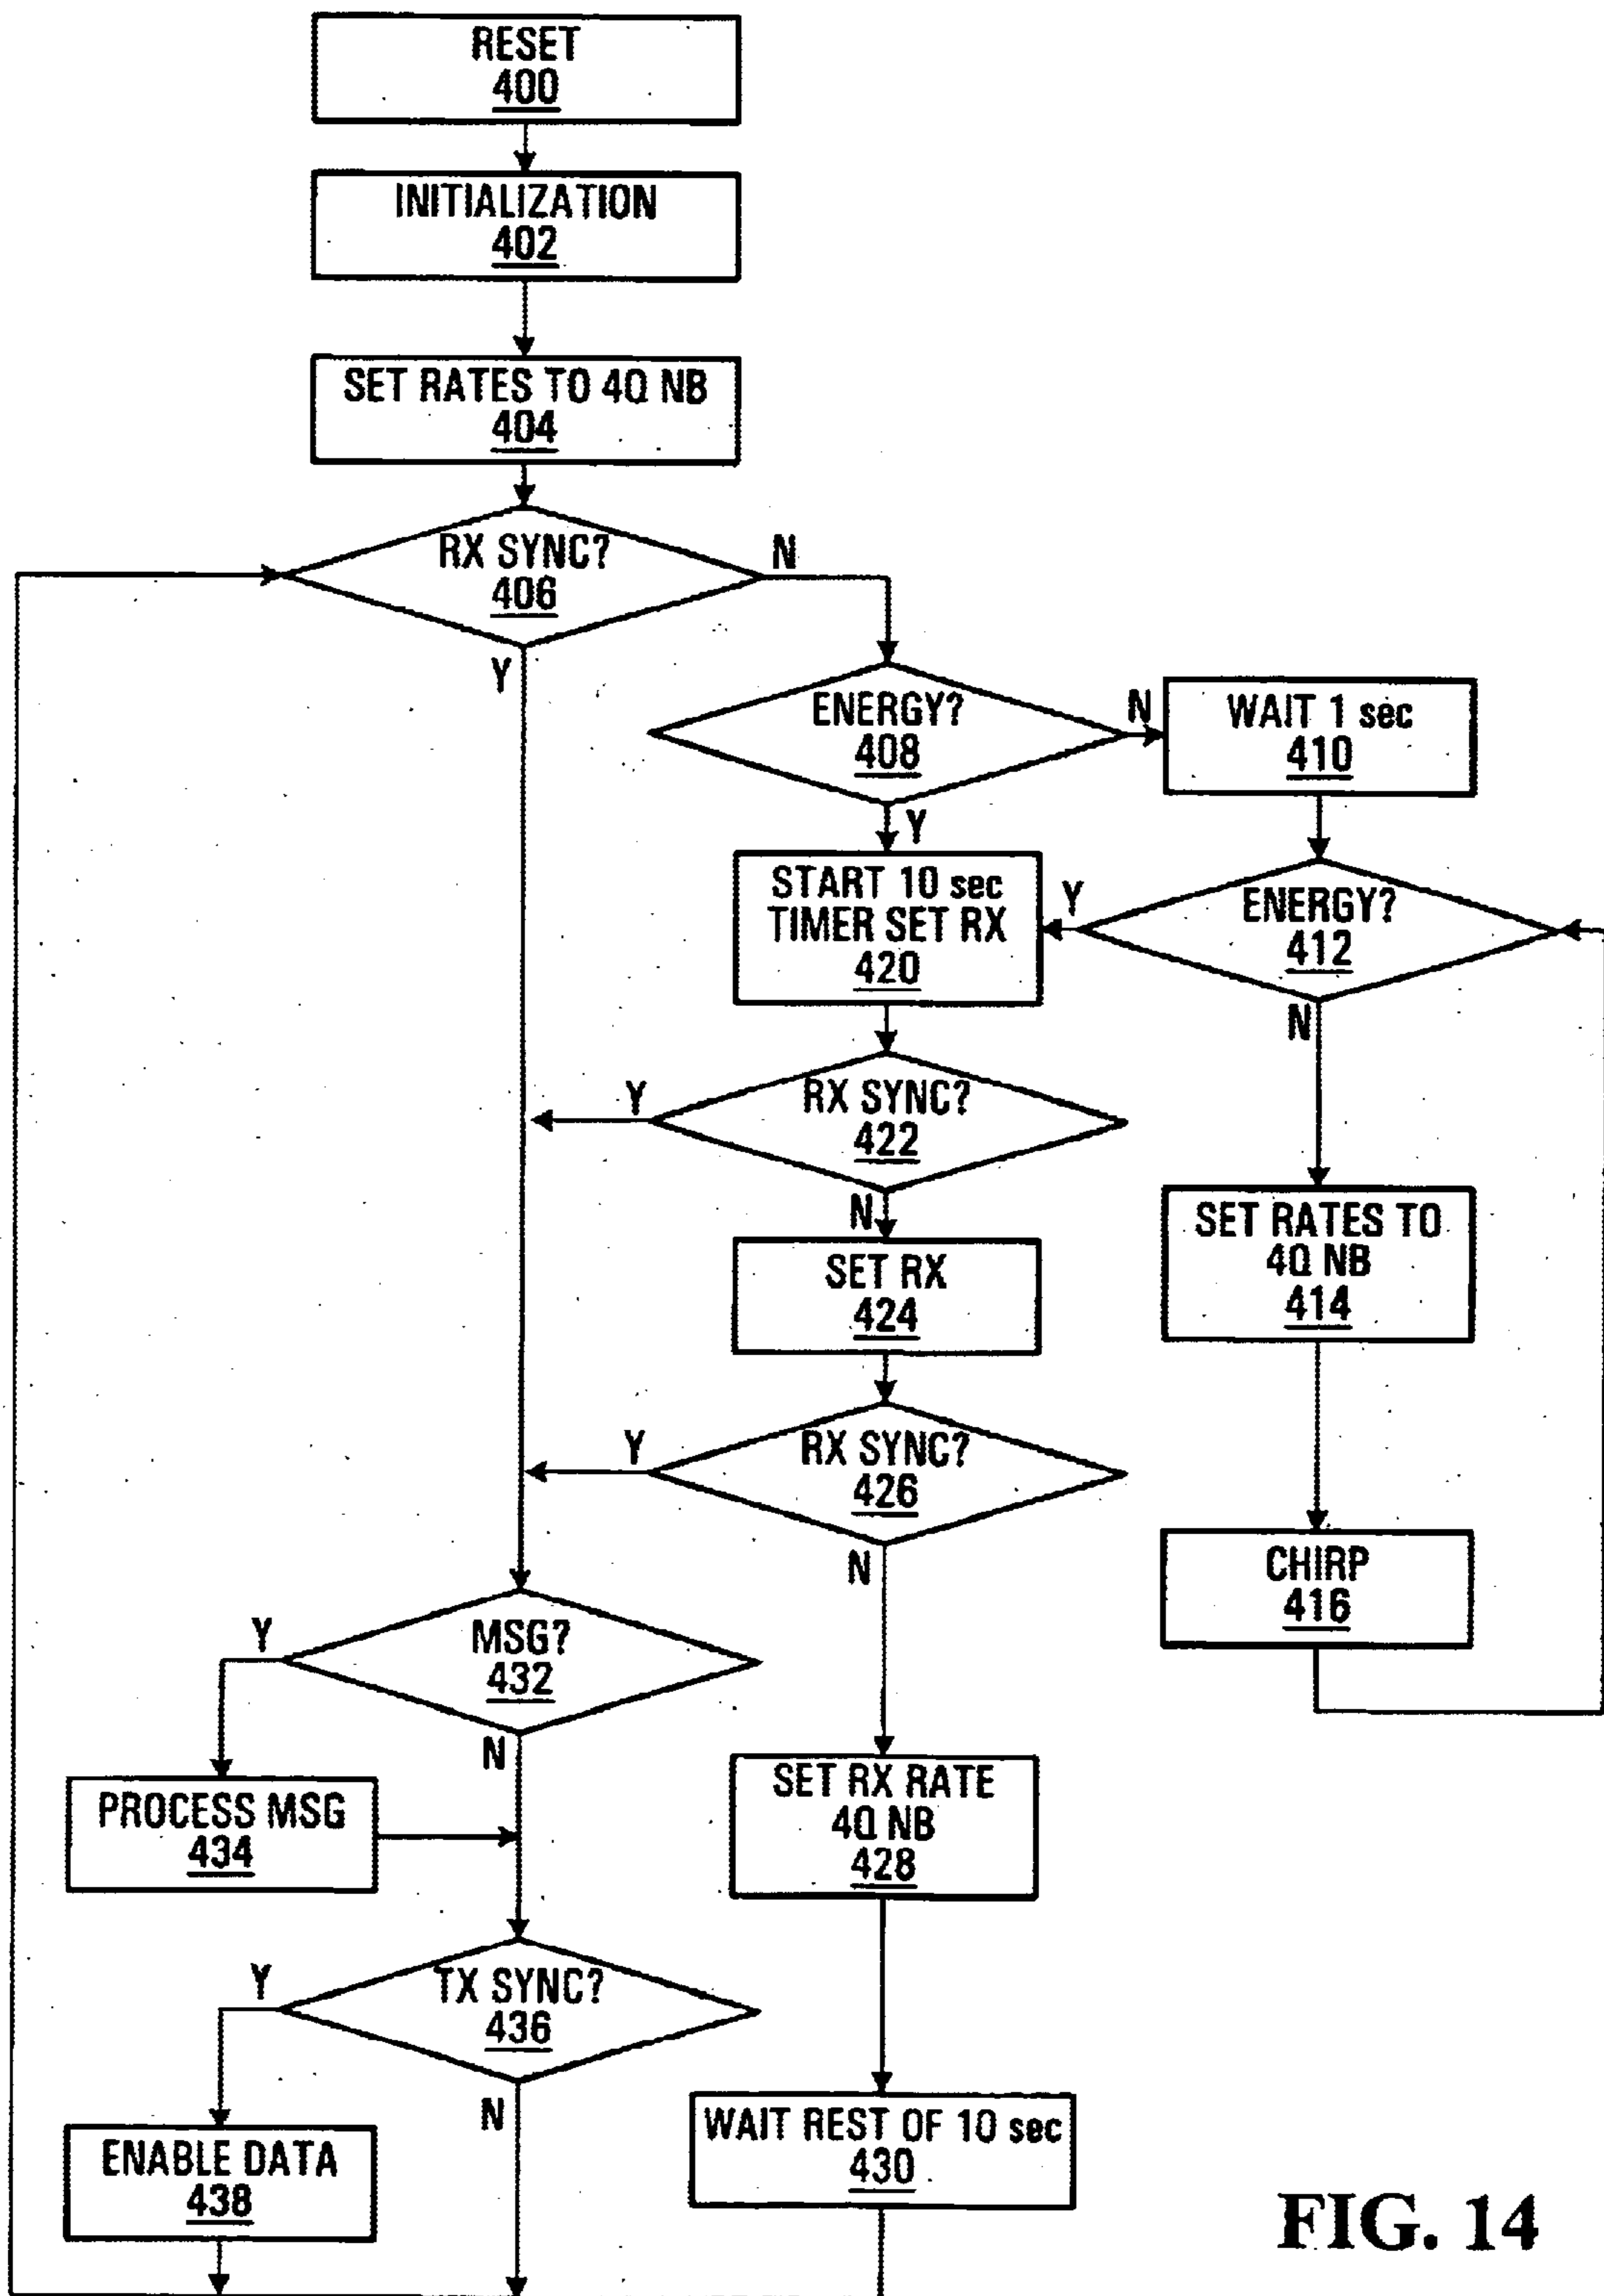 RESET
400
INITIALIZATION
402
SET RATES TO 4Q NB
404
RX SYNC?
406
N
Y
ENERGY?
408
N
Y
WAIT 1 sec
410
START 10 sec
TIMER SET RX
420
Y
ENERGY?
412
N
Y
RX SYNC?
422
N
SET RATES TO
4Q NB
414
SET RX
424
Y
RX SYNC?
426
N
CHIRP
416
Y
MSG?
432
N
PROCESS MSG
434
SET RX RATE
4Q NB
428
Y
TX SYNC?
436
N
ENABLE DATA
438
WAIT REST OF 10 sec
430
FIG. 14